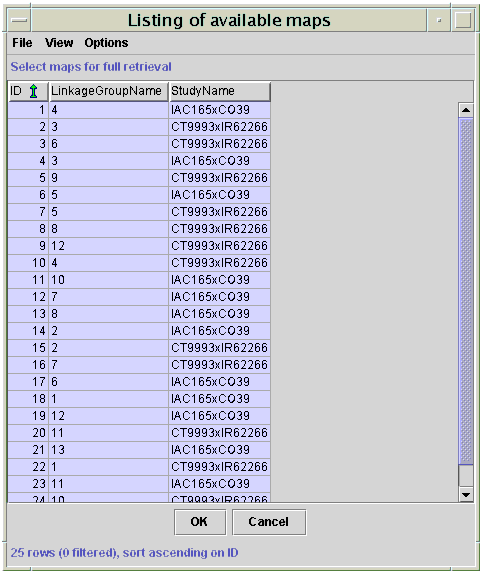 Listing of available maps
File View Options
Select maps for full retrieval
ID LinkageGroupName StudyName
1 4 IAC165xCO39
2 3 CT9993xIR62266
3 6 CT9993xIR62266
4 3 IAC165xCO39
5 9 CT9993xIR62266
6 5 IAC165xCO39
7 5 CT9993xIR62266
8 8 CT9993xIR62266
9 12 CT9993xIR62266
10 4 CT9993xIR62266
11 10 IAC165xCO39
12 7 IAC165xCO39
13 8 IAC165xCO39
14 2 IAC165xCO39
15 2 CT9993xIR62266
16 7 CT9993xIR62266
17 6 IAC165xCO39
18 1 IAC165xCO39
19 12 IAC165xCO39
20 11 CT9993xIR62266
21 13 IAC165xCO39
22 1 CT9993xIR62266
23 11 IAC165xCO39
24 10 CT9993xIR62266
OK Cancel
25 rows (0 filtered), sort ascending on ID